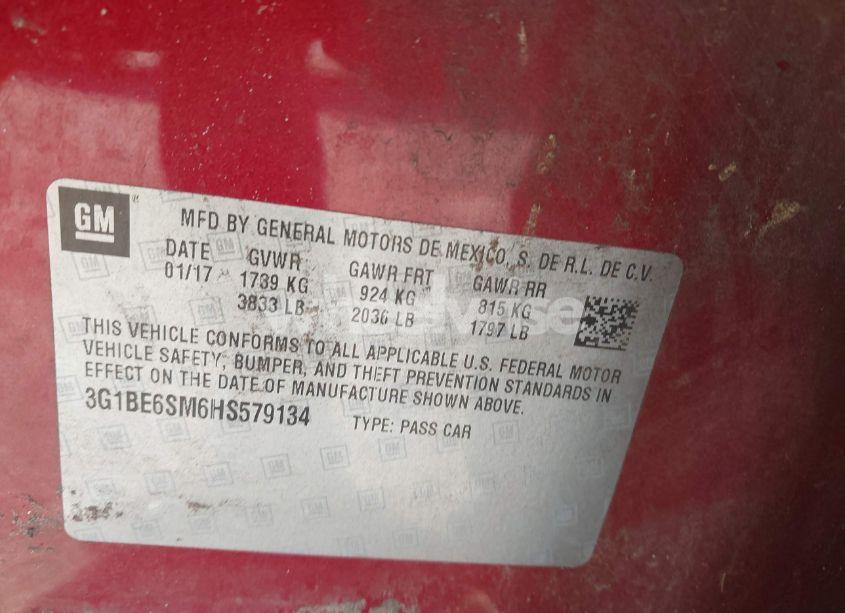 GM
MFD BY GENERAL MOTORS DE MEXICO, S. DE R.L. DE C.V.
DATE GVWR GAWR FRT GAWR RR
01/17 1739 KG 924 KG 815 KG
3833 LB 2036 LB 1797 LB
THIS VEHICLE CONFORMS TO ALL APPLICABLE U.S. FEDERAL MOTOR
VEHICLE SAFETY, BUMPER, AND THEFT PREVENTION STANDARDS IN
EFFECT ON THE DATE OF MANUFACTURE SHOWN ABOVE.
3G1BE6SM6HS579134 TYPE: PASS CAR